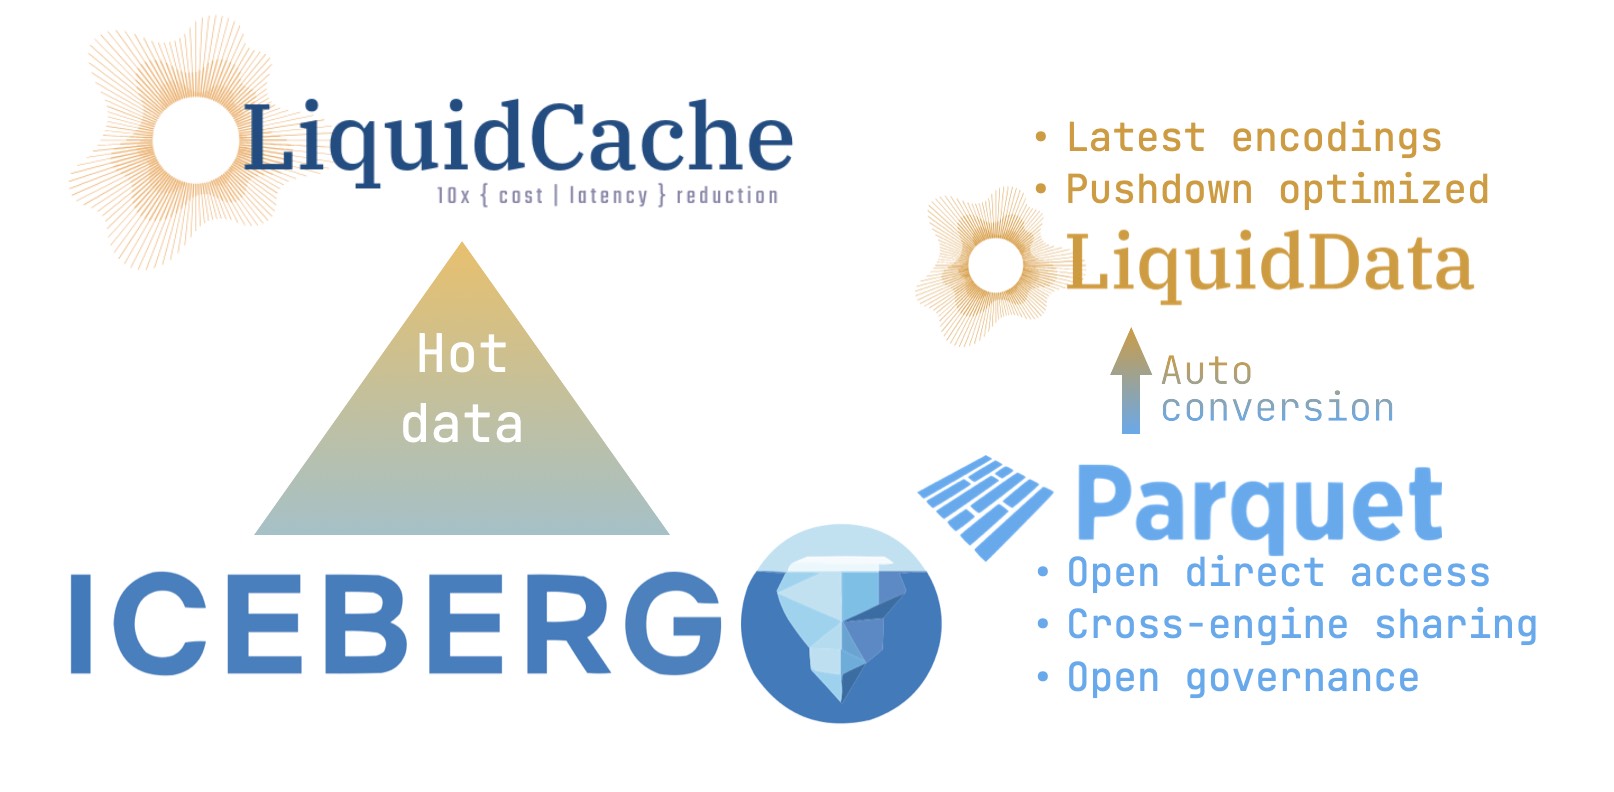 LiquidCache
10x { cost | latency } reduction
Hot
data
ICEBERG
• Latest encodings
• Pushdown optimized
LiquidData
Auto
conversion
Parquet
• Open direct access
• Cross-engine sharing
• Open governance